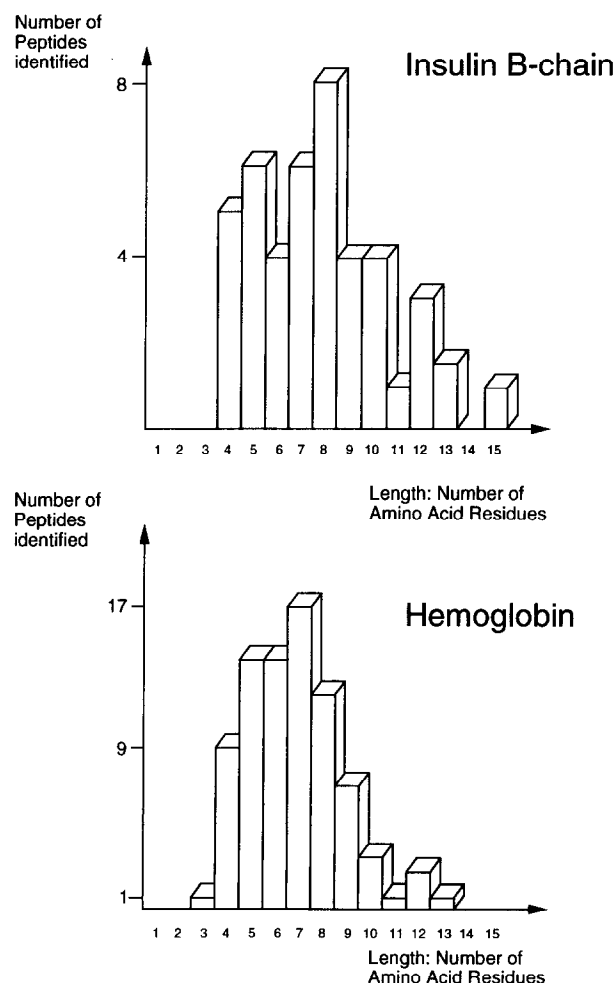 Number of
Peptides
identified
Insulin B-chain
8
4
1 2 3 4 5 6 7 8 9 10 11 12 13 14 15
Length: Number of
Amino Acid Residues
Number of
Peptides
identified
Hemoglobin
17
9
1
1 2 3 4 5 6 7 8 9 10 11 12 13 14 15
Length: Number of
Amino Acid Residues